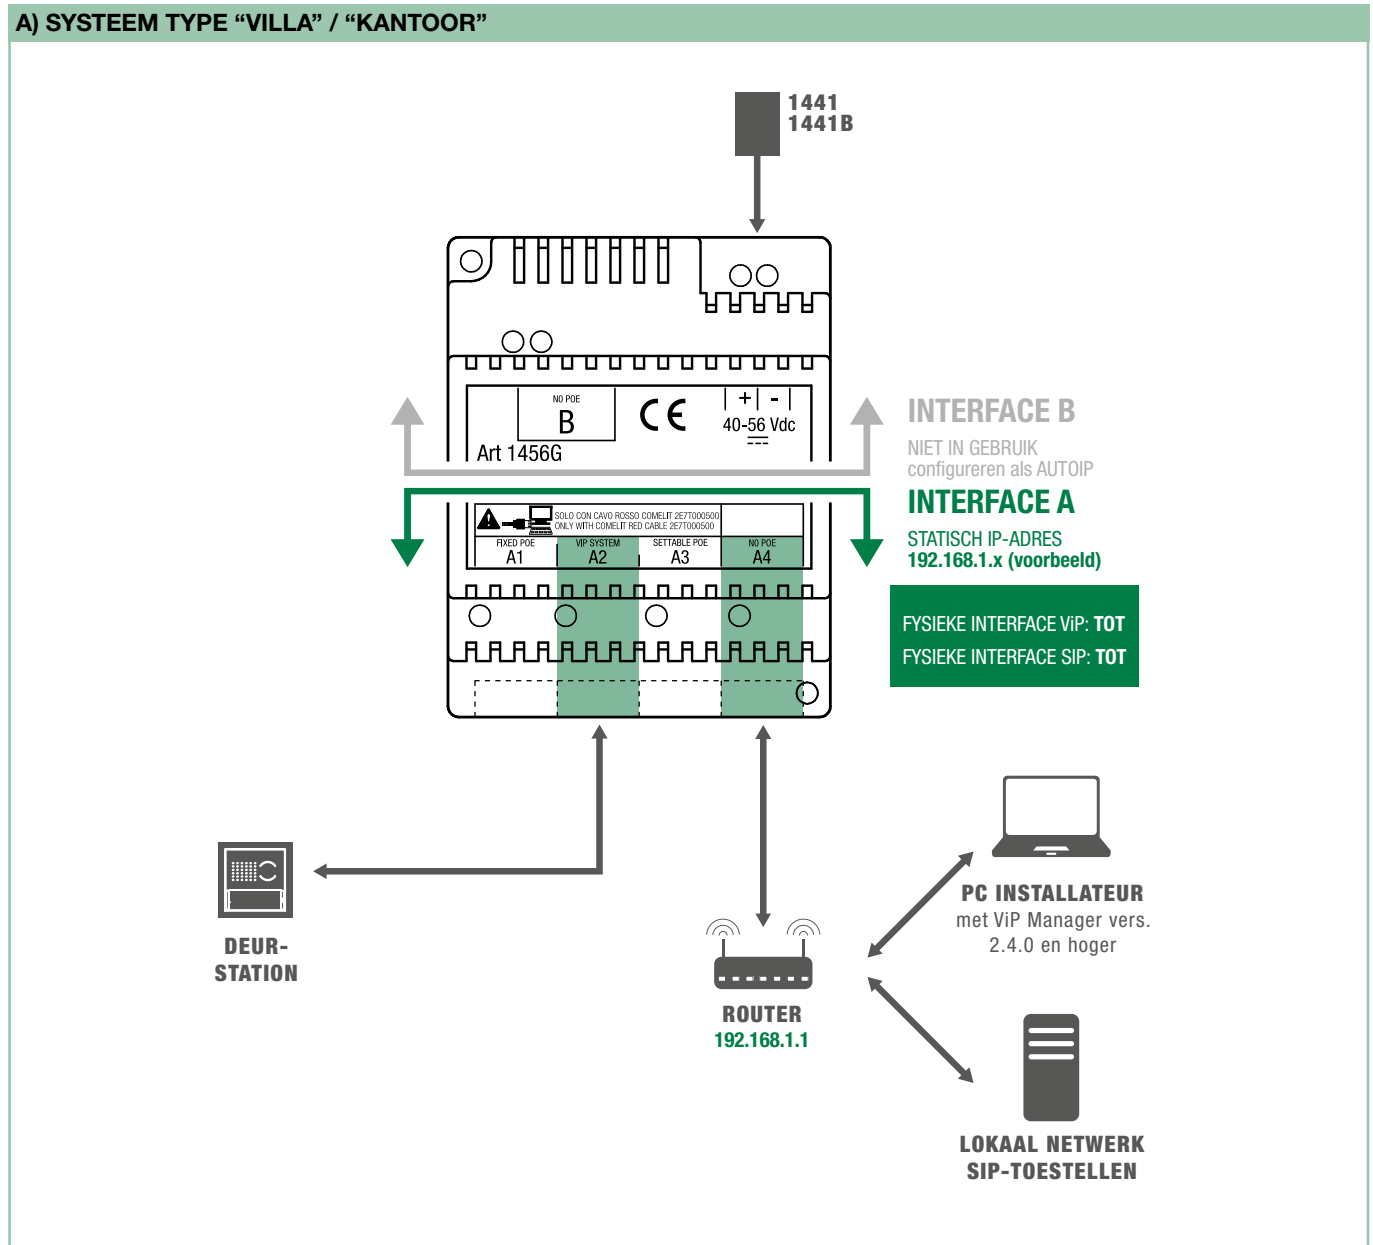 A) SYSTEEM TYPE “VILLA” / “KANTOOR”
1441
1441B
NO POE
B
CE
+ -
40-56 Vdc
Art 1456G
INTERFACE B
NIET IN GEBRUIK
configureren als AUTOIP
INTERFACE A
STATISCH IP-ADRES
192.168.1.x (voorbeeld)
SOLO CON CAVO ROSSO COMELIT 2E7T000500
ONLY WITH COMELIT RED CABLE 2E7T000500
FIXED POE
A1
VIP SYSTEM
A2
SETTABLE POE
A3
NO POE
A4
FYSIEKE INTERFACE ViP: TOT
FYSIEKE INTERFACE SIP: TOT
DEUR-
STATION
ROUTER
192.168.1.1
PC INSTALLATEUR
met ViP Manager vers.
2.4.0 en hoger
LOKAAL NETWERK
SIP-TOESTELLEN